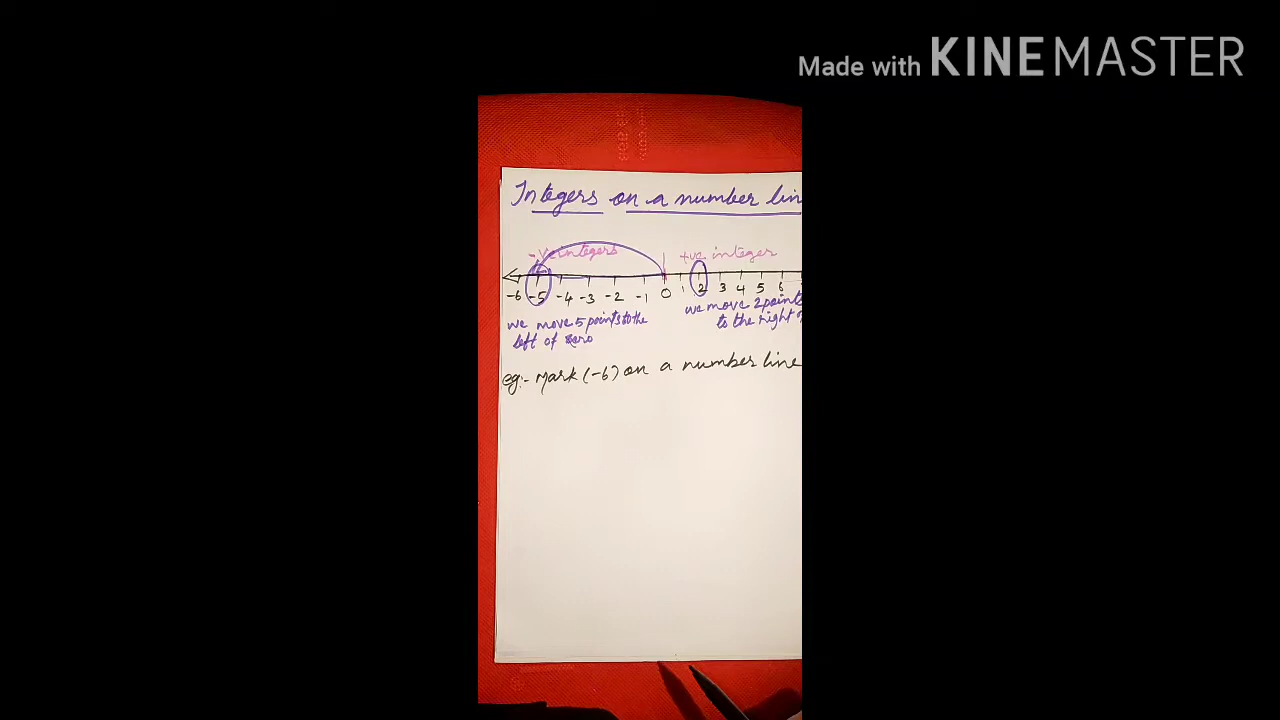 Made with KINEMASTER
Integers on a number lin
-ve integers +ve integer
-6 -5 -4 -3 -2 -1 0 1 2 3 4 5 6
we move 5 points to the
left of zero
we move 2 points
to the right of
eg:- Mark (-6) on a number line